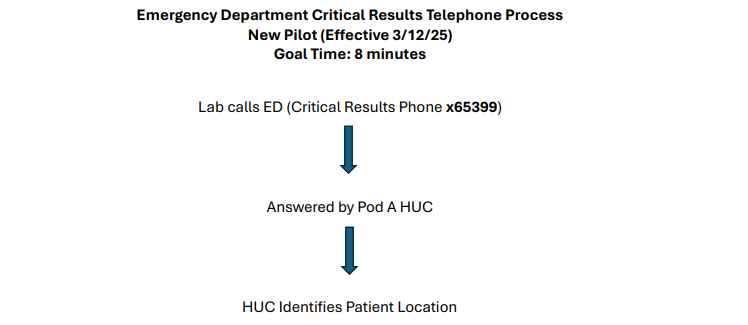 Emergency Department Critical Results Telephone Process
New Pilot (Effective 3/12/25)
Goal Time: 8 minutes
Lab calls ED (Critical Results Phone x65399)
Answered by Pod A HUC
HUC Identifies Patient Location